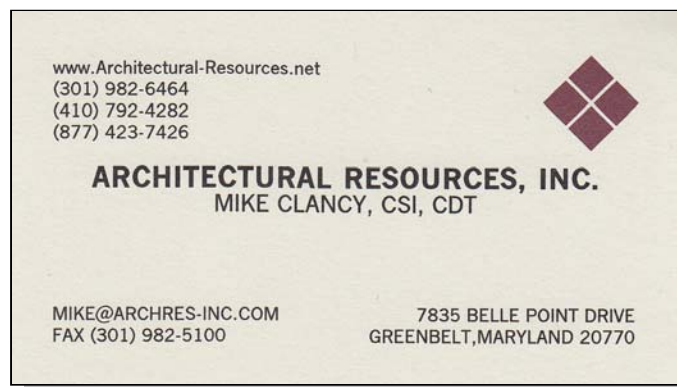 www.Architectural-Resources.net
(301) 982-6464
(410) 792-4282
(877) 423-7426
ARCHITECTURAL RESOURCES, INC.
MIKE CLANCY, CSI, CDT
MIKE@ARCHRES-INC.COM
FAX (301) 982-5100
7835 BELLE POINT DRIVE
GREENBELT,MARYLAND 20770